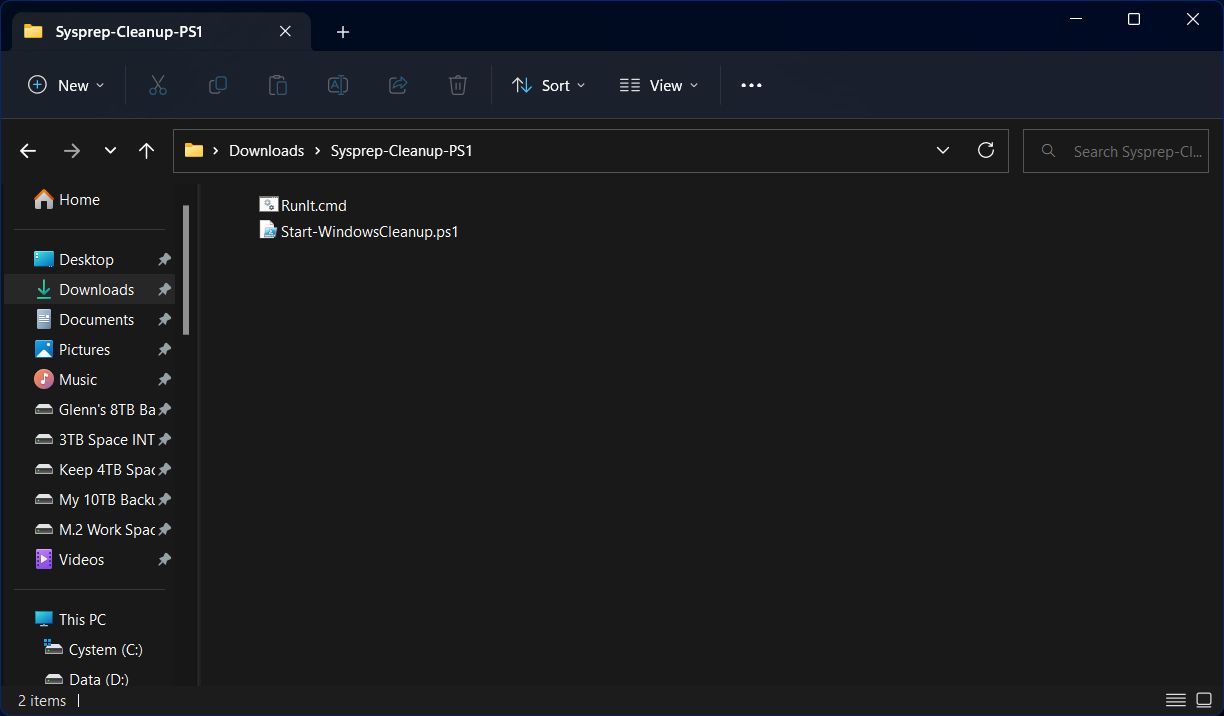 Sysprep-Cleanup-PS1
New
Sort
View
Downloads
Sysprep-Cleanup-PS1
Search Sysprep-Cl...
Home
Desktop
Downloads
Documents
Pictures
Music
Glenn's 8TB Ba
3TB Space INT
Keep 4TB Spac
My 10TB Backu
M.2 Work Spac
Videos
This PC
Cystem (C:)
Data (D:)
RunIt.cmd
Start-WindowsCleanup.ps1
2 items